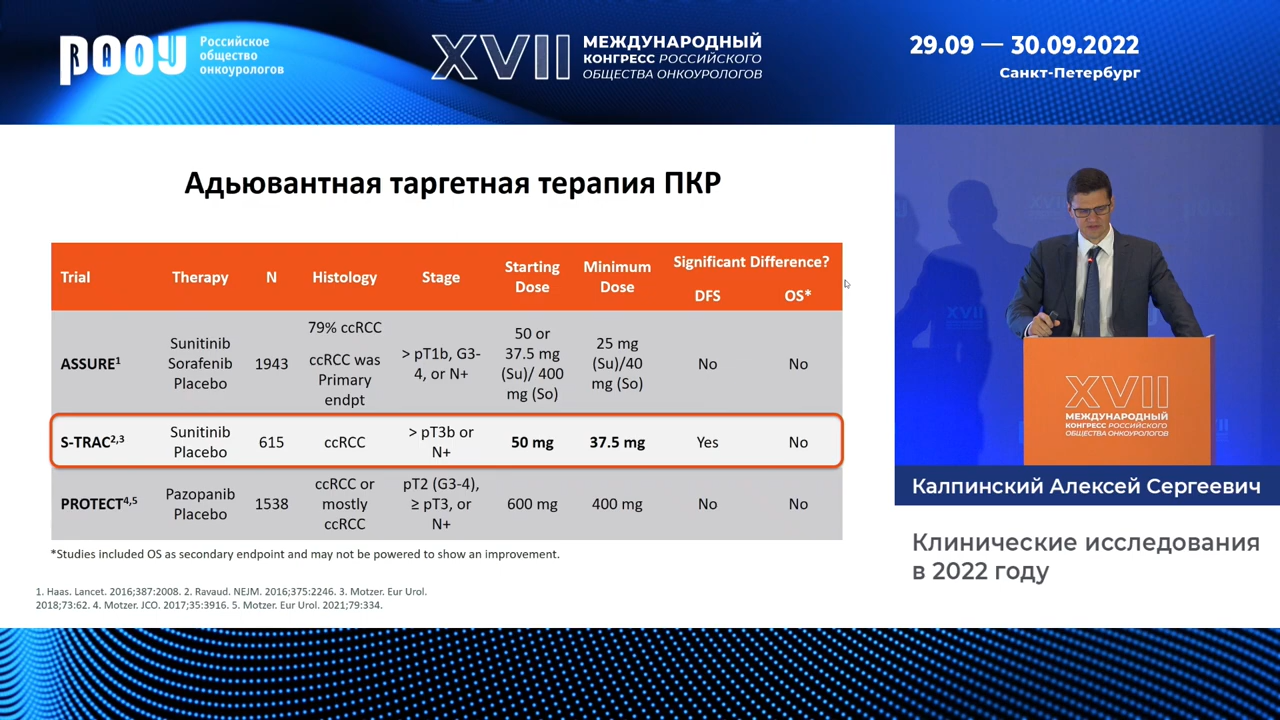 РАОУ
Российское
общество
онкоурологов
XVII
МЕЖДУНАРОДНЫЙ
КОНГРЕСС РОССИЙСКОГО
ОБЩЕСТВА ОНКОУРОЛОГОВ
29.09 — 30.09.2022
Санкт-Петербург
Адьювантная таргетная терапия ПКР
Trial Therapy N Histology Stage Starting Dose Minimum Dose Significant Difference?
DFS OS*
ASSURE1 Sunitinib Sorafenib Placebo 1943 79% ccRCC ccRCC was Primary endpt > pT1b, G3-4, or N+ 50 or 37.5 mg (Su)/ 400 mg (So) 25 mg (Su)/40 mg (So) No No
S-TRAC2,3 Sunitinib Placebo 615 ccRCC > pT3b or N+ 50 mg 37.5 mg Yes No
PROTECT4,5 Pazopanib Placebo 1538 ccRCC or mostly ccRCC pT2 (G3-4), ≥ pT3, or N+ 600 mg 400 mg No No
*Studies included OS as secondary endpoint and may not be powered to show an improvement.
1. Haas. Lancet. 2016;387:2008. 2. Ravaud. NEJM. 2016;375:2246. 3. Motzer. Eur Urol.
2018;73:62. 4. Motzer. JCO. 2017;35:3916. 5. Motzer. Eur Urol. 2021;79:334.
XVII
МЕЖДУНАРОДНЫЙ
КОНГРЕСС РОССИЙСКОГО
ОБЩЕСТВА ОНКОУРОЛОГОВ
Калпинский Алексей Сергеевич
Клинические исследования
в 2022 году